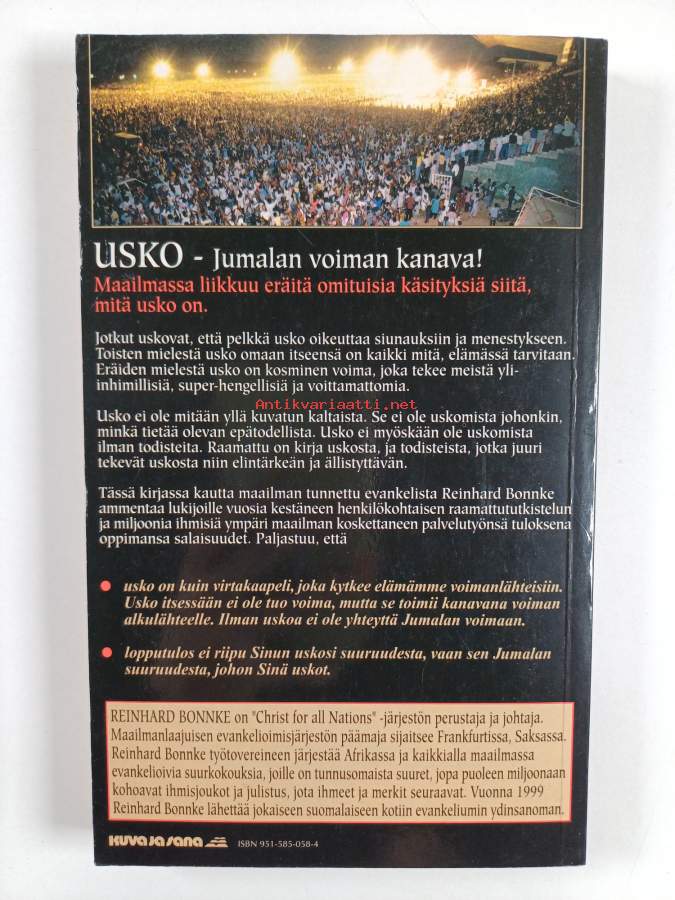 USKO - Jumalan voiman kanava!
Maailmassa liikkuu eräitä omituisia käsityksiä siitä,
mitä usko on.
Jotkut uskovat, että pelkkä usko oikeuttaa siunauksiin ja menestykseen.
Toisten mielestä usko omaan itseensä on kaikki mitä, elämässä tarvitaan.
Eräiden mielestä usko on kosminen voima, joka tekee meistä yli-
inhimillisiä, super-hengellisiä ja voittamattomia.
Antikvariaatti.net
Usko ei ole mitään yllä kuvatun kaltaista. Se ei ole uskomista johonkin,
minkä tietää olevan epätodellista. Usko ei myöskään ole uskomista
ilman todisteita. Raamattu on kirja uskosta, ja todisteista, jotka juuri
tekevät uskosta niin elintärkeän ja ällistyttävän.
Tässä kirjassa kautta maailman tunnettu evankelista Reinhard Bonnke
ammentaa lukijoille vuosia kestäneen henkilökohtaisen raamattututkistelun
ja miljoonia ihmisiä ympäri maailman koskettaneen palvelutyönsä tuloksena
oppimansa salaisuudet. Paljastuu, että
• usko on kuin virtakaapeli, joka kytkee elämämme voimanlähteisiin.
Usko itsessään ei ole tuo voima, mutta se toimii kanavana voiman
alkulähteelle. Ilman uskoa ei ole yhteyttä Jumalan voimaan.
• lopputulos ei riipu Sinun uskosi suuruudesta, vaan sen Jumalan
suuruudesta, johon Sinä uskot.
REINHARD BONNKE on "Christ for all Nations" -järjestön perustaja ja johtaja.
Maailmanlaajuisen evankelioimisjärjestön päämaja sijaitsee Frankfurtissa, Saksassa.
Reinhard Bonnke työtovereineen järjestää Afrikassa ja kaikkialla maailmassa
evankelioivia suurkokouksia, joille on tunnusomaista suuret, jopa puoleen miljoonaan
kohoavat ihmisjoukot ja julistus, jota ihmeet ja merkit seuraavat. Vuonna 1999
Reinhard Bonnke lähettää jokaiseen suomalaiseen kotiin evankeliumin ydinsanoman.
KUVA JA SANA ISBN 951-585-058-4